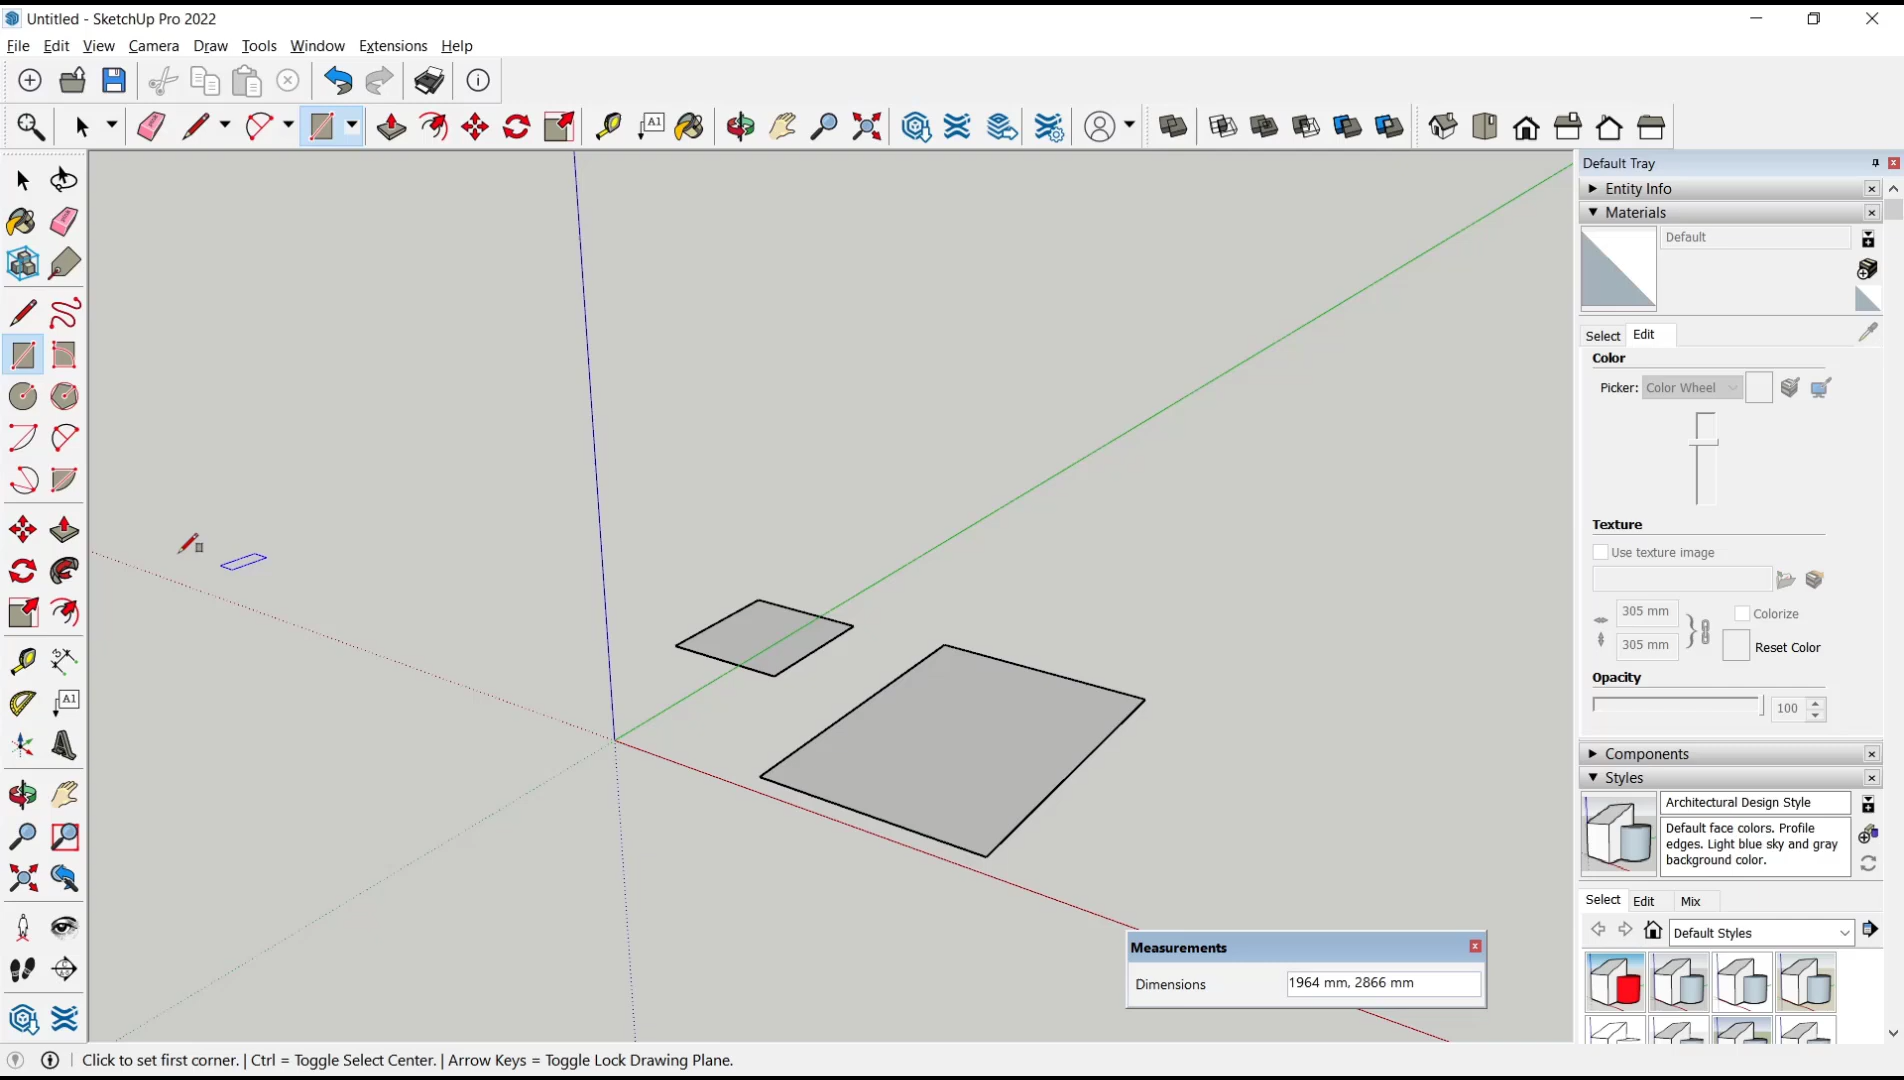 Untitled - SketchUp Pro 2022
File Edit View Camera Draw Tools Window Extensions Help
A1
Default Tray
Entity Info
Materials
Default
Select Edit
Color
Picker: Color Wheel
Texture
Use texture image
305 mm
Colorize
305 mm
Reset Color
Opacity
100
A1
Components
Styles
Architectural Design Style
Default face colors. Profile
edges. Light blue sky and gray
background color.
Select Edit Mix
Default Styles
Measurements
Dimensions 1964 mm, 2866 mm
Click to set first corner. | Ctrl = Toggle Select Center. | Arrow Keys = Toggle Lock Drawing Plane.